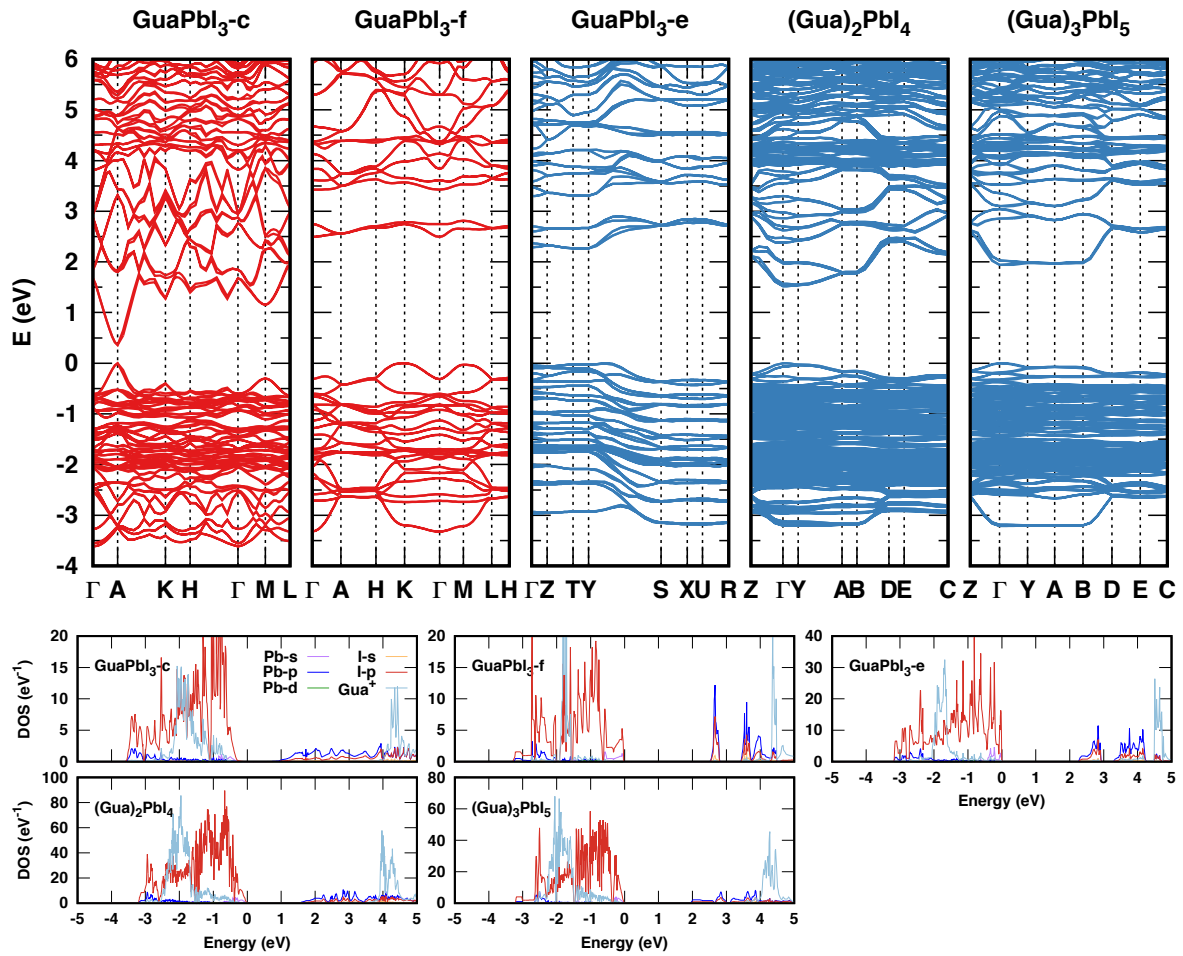 GuaPbI3-c GuaPbI3-f GuaPbI3-e (Gua)2PbI4 (Gua)3PbI5
6
5
4
3
2
1
0
-1
-2
-3
-4
E (eV)
Γ A K H Γ M L
Γ A H K Γ M L H
Γ Z T Y S X U R
Z Γ Y A B D E C
Z Γ Y A B D E C
20
15
10
5
0
DOS (eV-1)
GuaPbI3-c
Pb-s I-s
Pb-p I-p
Pb-d Gua+
20
15
10
5
0
GuaPbI3-f
40
30
20
10
0
GuaPbI3-e
-5 -4 -3 -2 -1 0 1 2 3 4 5
Energy (eV)
100
80
60
40
20
0
DOS (eV-1)
(Gua)2PbI4
-5 -4 -3 -2 -1 0 1 2 3 4 5
Energy (eV)
80
60
40
20
0
(Gua)3PbI5
-5 -4 -3 -2 -1 0 1 2 3 4 5
Energy (eV)